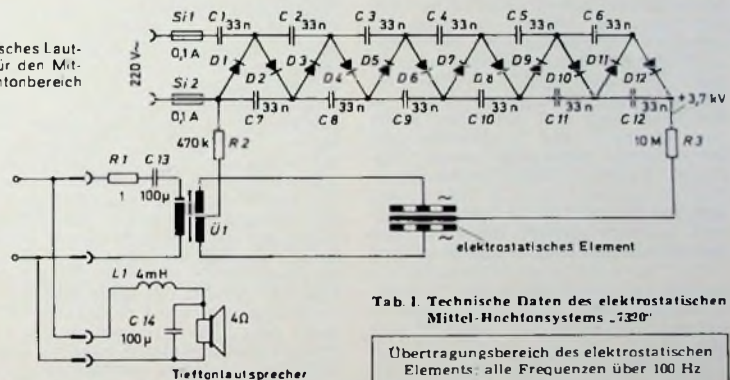 Si1 C1 C2 C3 C4 C5 C6
33n 33n 33n 33n 33n 33n
sches Laut-
ür den Mit-
htonbereich
220 V~
0,1 A
D1 D2 D3 D4 D5 D6 D7 D8 D9 D10 D11 D12
Si2
0,1 A
33n 33n 33n 33n 33n 33n
C7 C8 C9 C10 C11 C12
+3,7 kV
470k R2
10M R3
R1 C13
1 100µ
Ü1
~
~
elektrostatisches Element
L1 4mH
C14
100µ
4Ω
Tieftonlautsprecher
Tab. I. Technische Daten des elektrostatischen
Mittel-Hochtonsystems „7320"
Übertragungsbereich des elektrostatischen
Elements: alle Frequenzen über 100 Hz